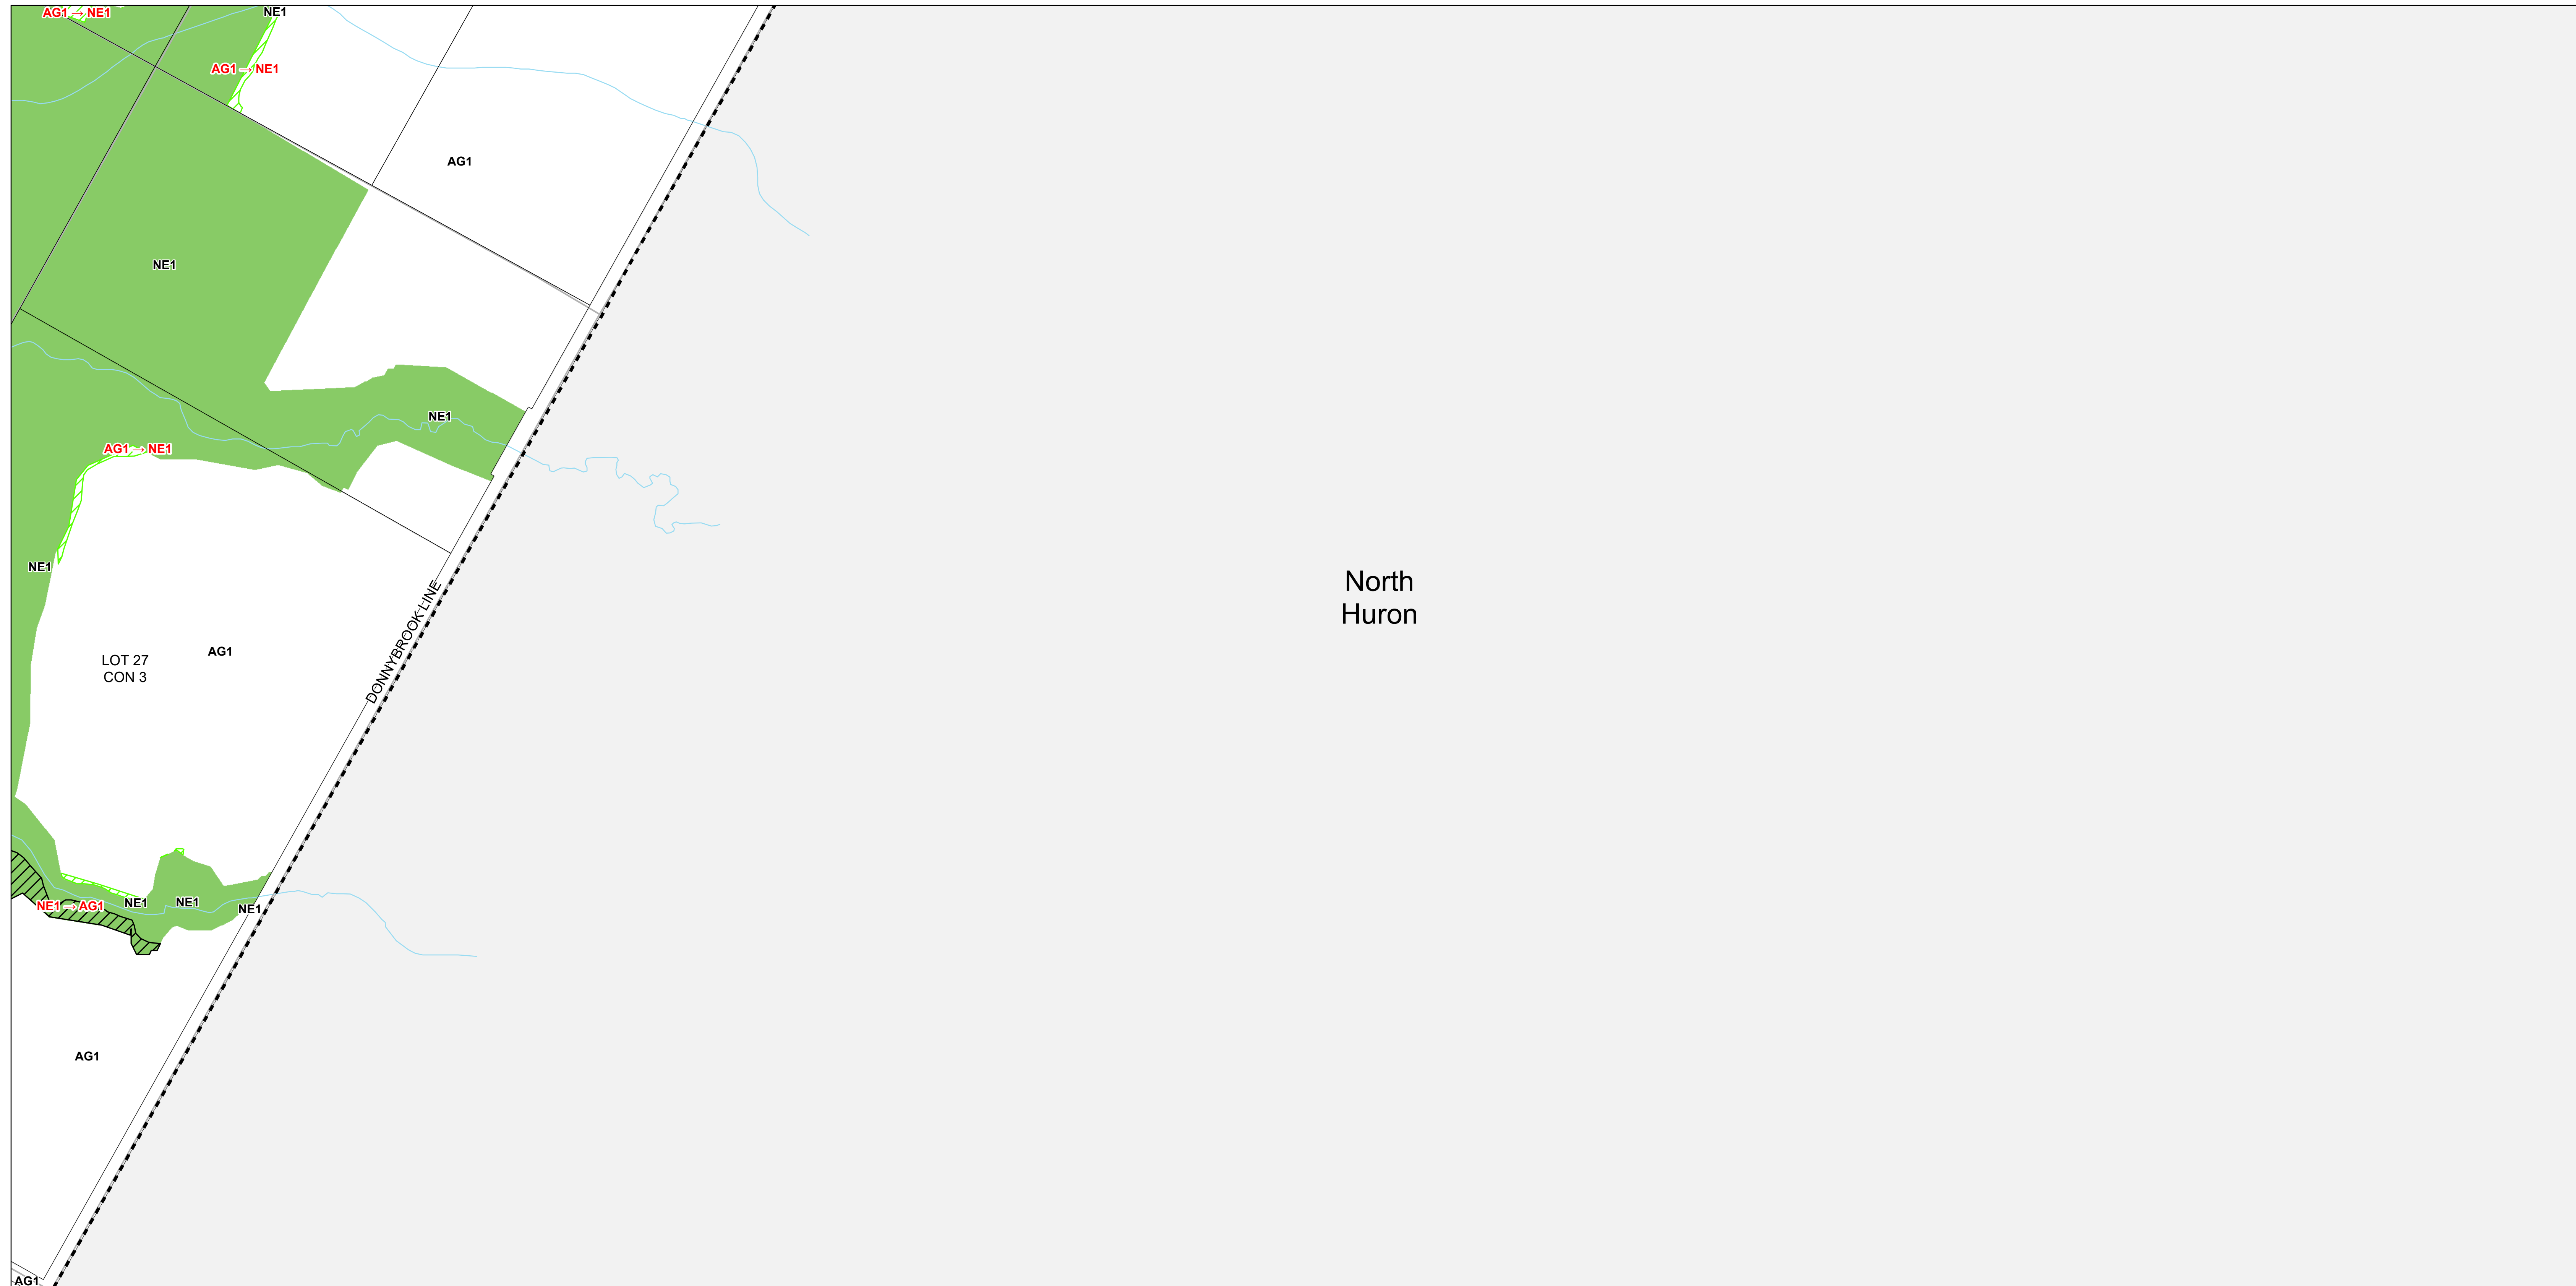 AG1 → NE1
NE1
AG1 → NE1
AG1
NE1
NE1
AG1 → NE1
NE1
North
Huron
DONNYBROOK LINE
AG1
LOT 27
CON 3
NE1 → AG1
NE1
NE1
NE1
AG1
AG1